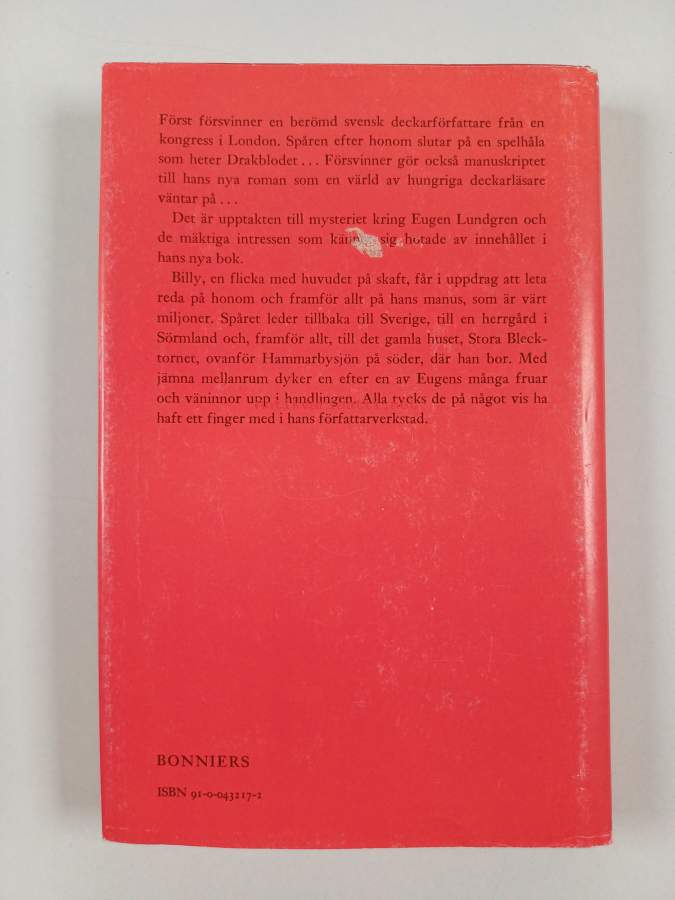 Först försvinner en berömd svensk deckarförfattare från en
kongress i London. Spåren efter honom slutar på en spelhåla
som heter Drakblodet... Försvinner gör också manuskriptet
till hans nya roman som en värld av hungriga deckarläsare
väntar på...
Det är upptakten till mysteriet kring Eugen Lundgren och
de mäktiga intressen som sig hotade av innehållet i
hans nya bok.
Billy, en flicka med huvudet på skaft, får i uppdrag att leta
reda på honom och framför allt på hans manus, som är värt
miljoner. Spåret leder tillbaka till Sverige, till en herrgård i
Sörmland och, framför allt, till det gamla huset, Stora Bleck-
tornet, ovanför Hammarbysjön på söder, där han bor. Med
jämna mellanrum dyker en efter en av Eugens många fruar
och väninnor upp i handlingen. Alla tycks de på något vis ha
haft ett finger med i hans författarverkstad.
BONNIERS
ISBN 91-0-043217-2